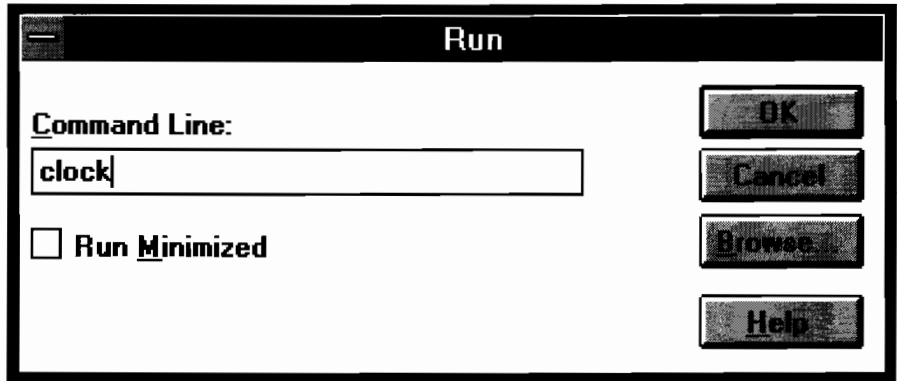 Run
Command Line:
clock
Run Minimized
OK
Cancel
Browse...
Help